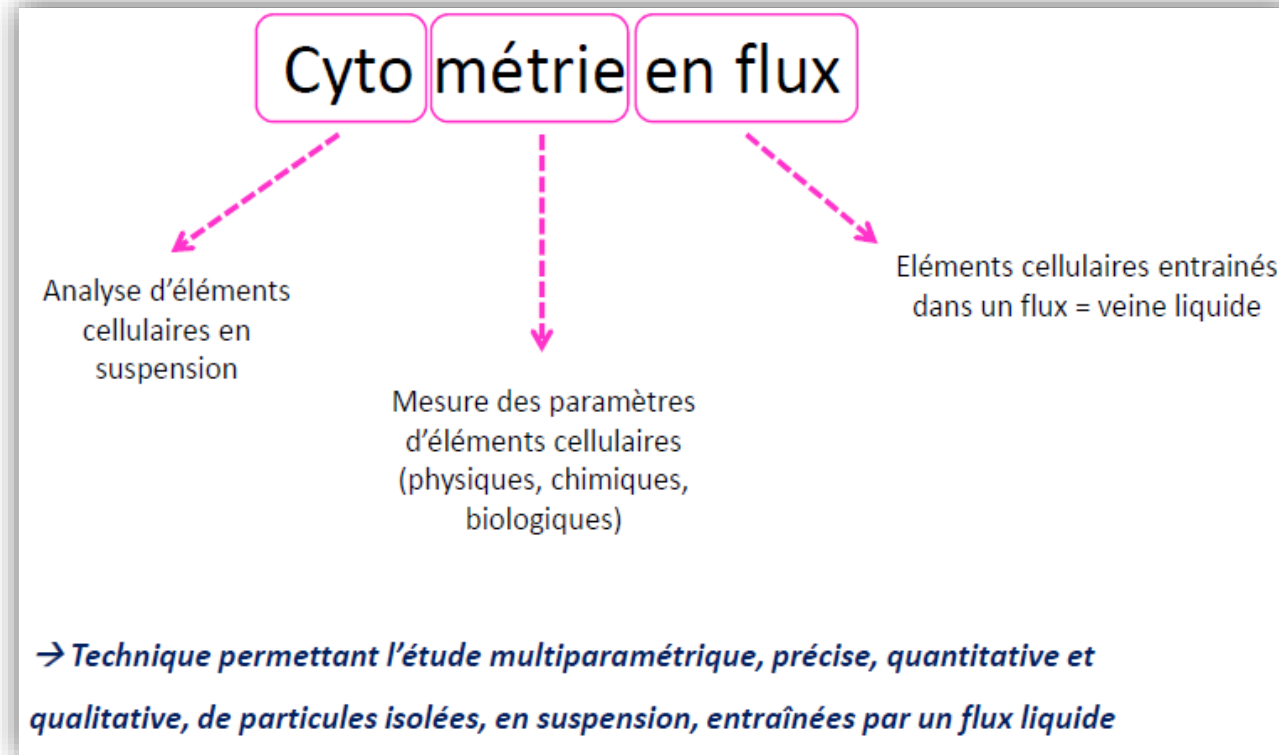 Cyto métrie en flux
Analyse d’éléments
cellulaires en
suspension
Eléments cellulaires entrainés
dans un flux = veine liquide
Mesure des paramètres
d’éléments cellulaires
(physiques, chimiques,
biologiques)
→ Technique permettant l’étude multiparamétrique, précise, quantitative et
qualitative, de particules isolées, en suspension, entraînées par un flux liquide